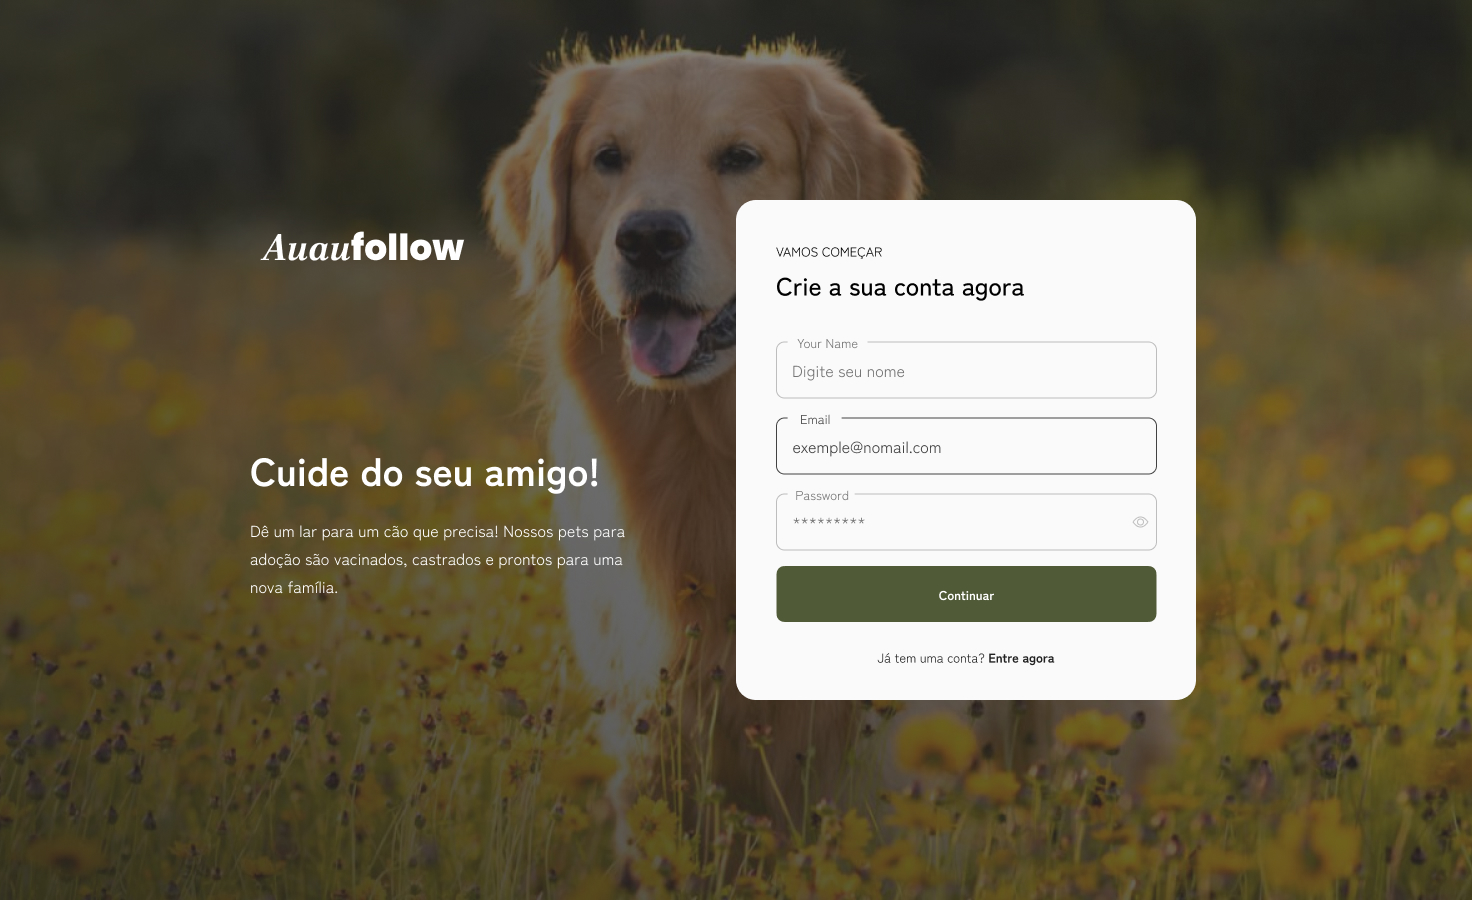 Auaufollow
Cuide do seu amigo!
Dê um lar para um cão que precisa! Nossos pets para
adoção são vacinados, castrados e prontos para uma
nova família.
VAMOS COMEÇAR
Crie a sua conta agora
Your Name
Digite seu nome
Email
exemple@nomail.com
Password
*********
Continuar
Já tem uma conta? Entre agora